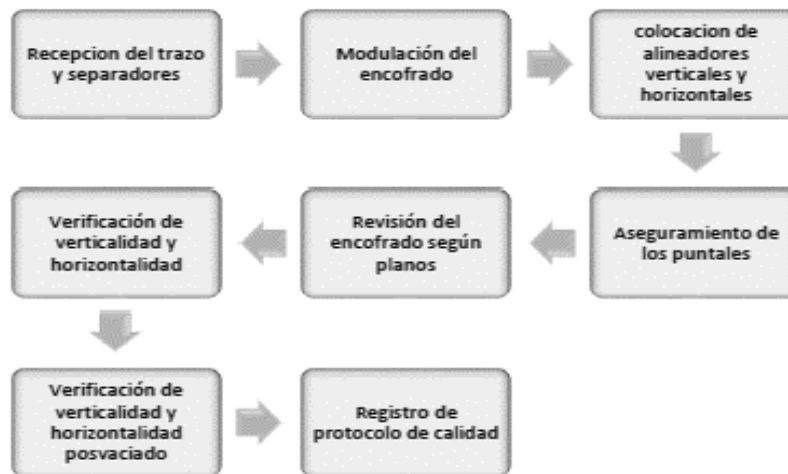 Recepcion del trazo
y separadores
Modulación del
encofrado
colocacion de
alineadores
verticales y
horizontales
Aseguramiento de
los puntales
Revisión del
encofrado según
planos
Verificación de
verticalidad y
horizontalidad
Verificación de
verticalidad y
horizontalidad
posvaciado
Registro de
protocolo de calidad